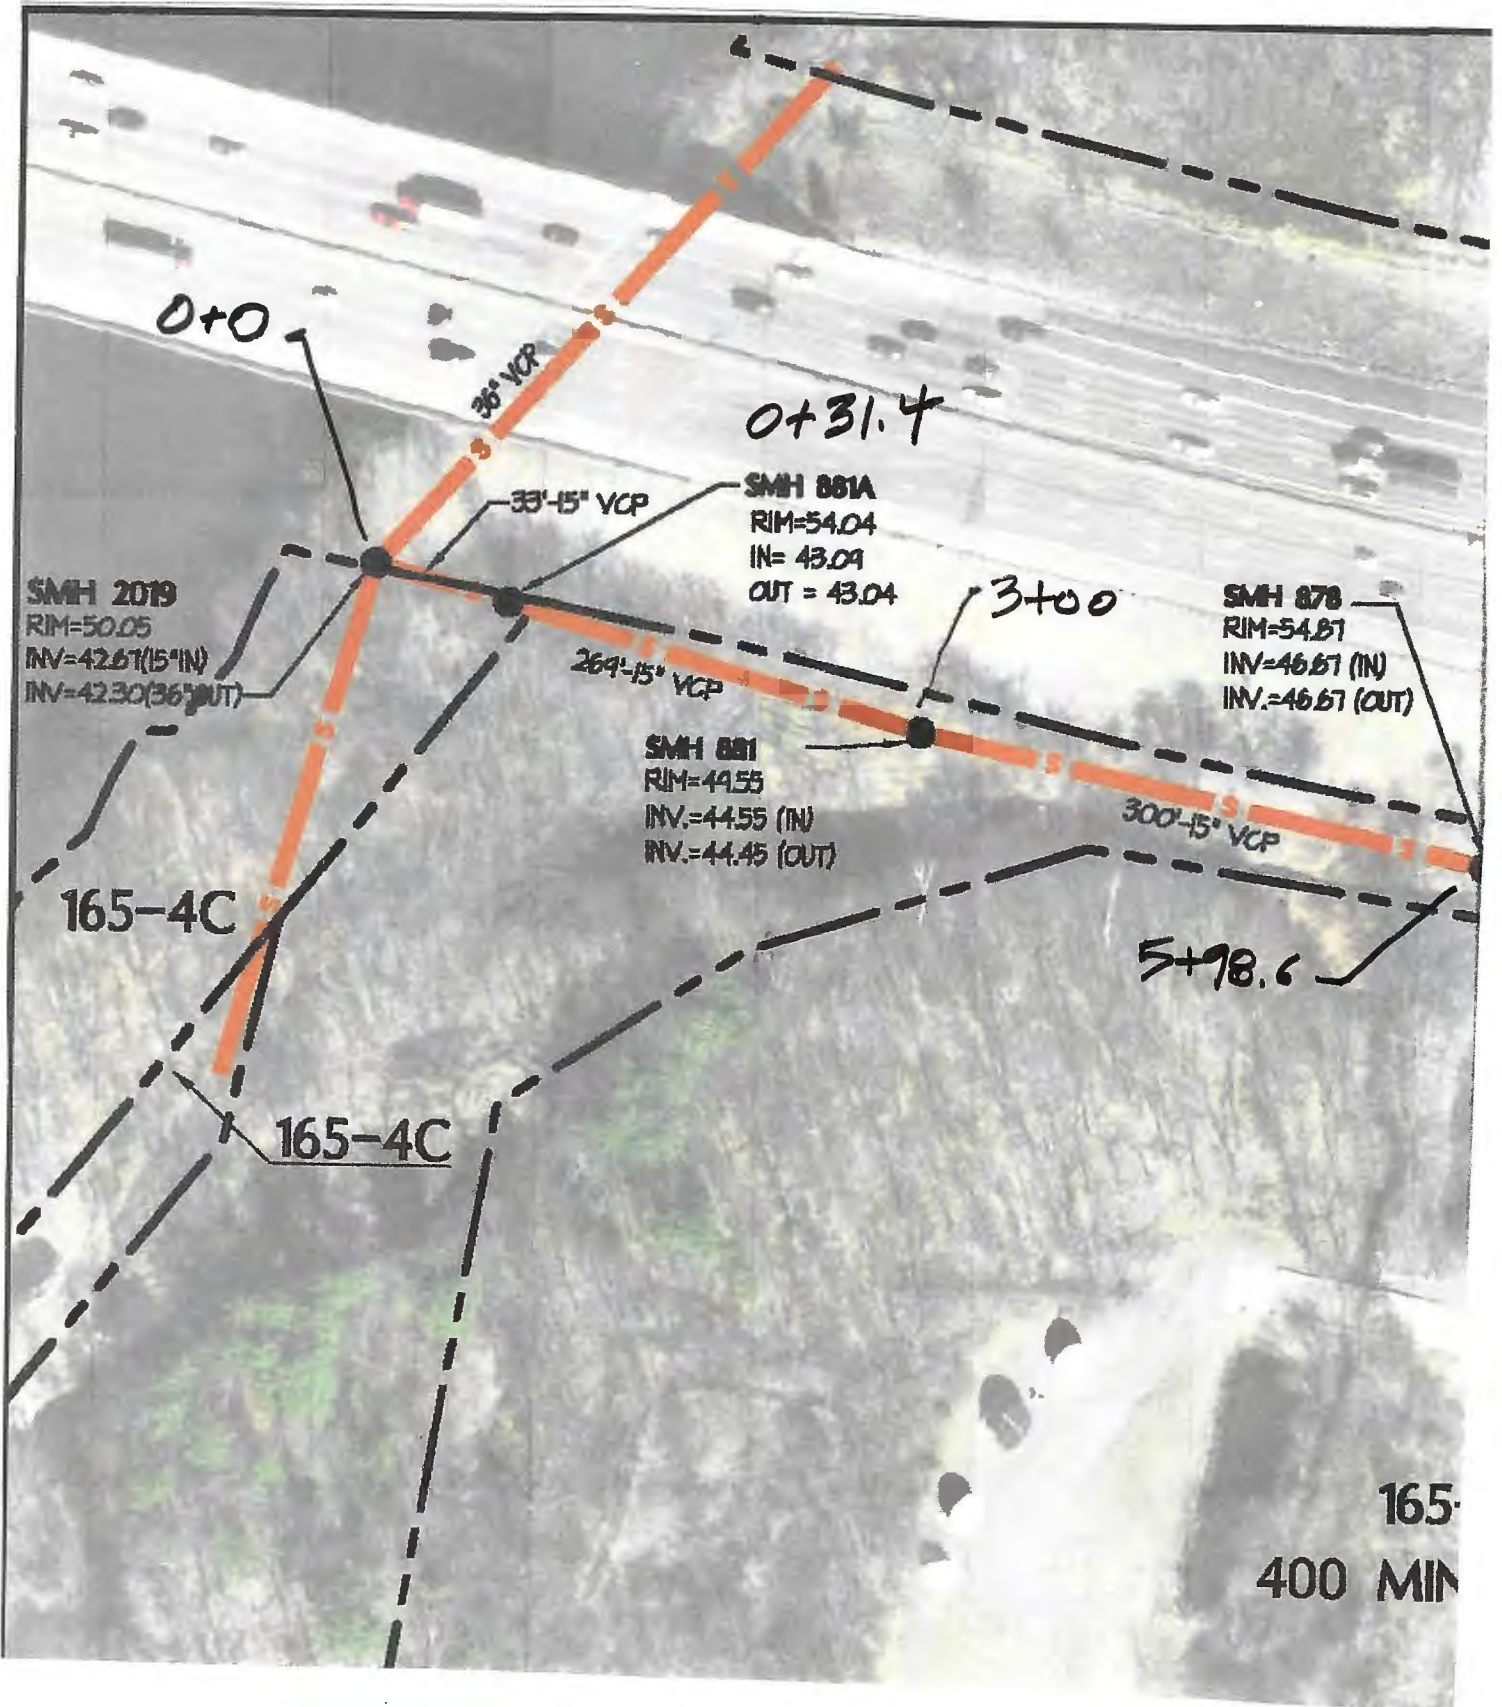 0+0
36" VCP
0+31.4
33'-15" VCP
SMH 881A
RIM=54.04
IN= 43.09
OUT = 43.04
3+00
SMH 2019
RIM=50.05
INV=42.67(15"IN)
INV=42.30(36"OUT)
SMH 878
RIM=54.87
INV=46.67 (IN)
INV.=46.67 (OUT)
269'-15" VCP
SMH 881
RIM=49.55
INV.=44.55 (IN)
INV.=44.45 (OUT)
300'-15" VCP
165-4C
5+98.6
165-4C
165-
400 MIN
S
S
S
S
S
S
S
S
S
S